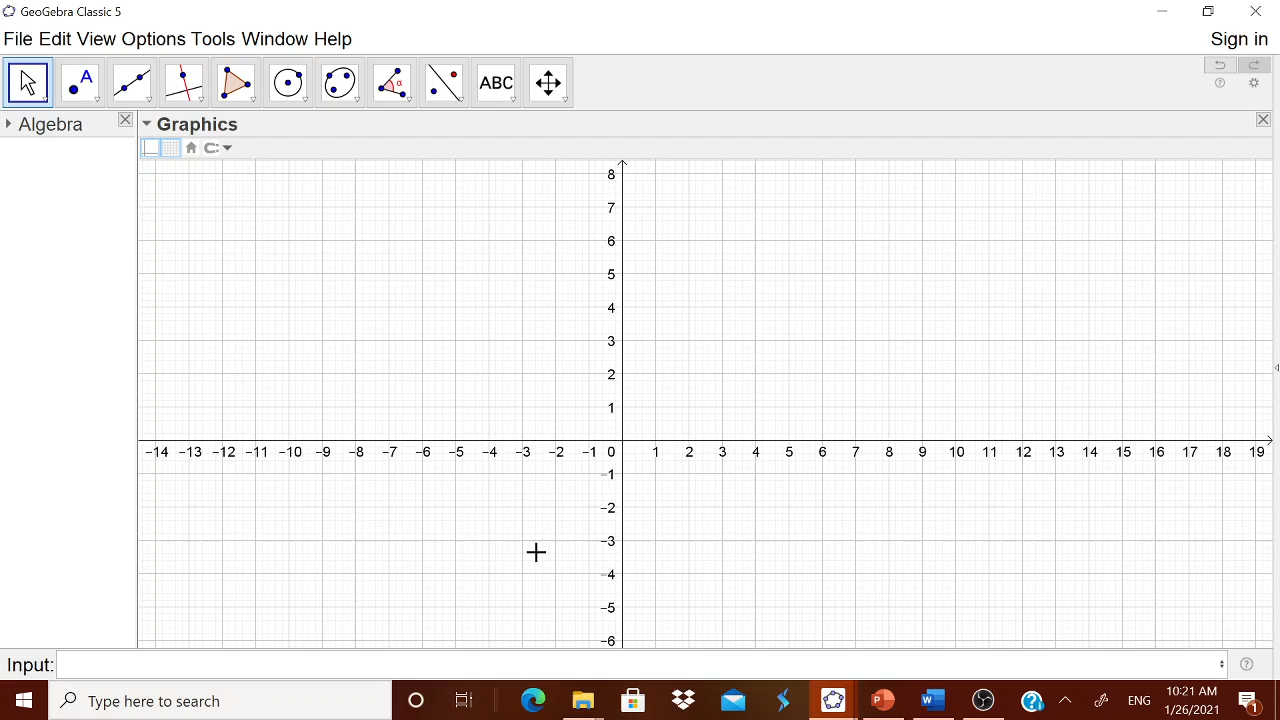 GeoGebra Classic 5
File Edit View Options Tools Window Help
Sign in
A
α
ABC
Algebra
Graphics
8
7
6
5
4
3
2
1
−14 −13 −12 −11 −10 −9 −8 −7 −6 −5 −4 −3 −2 −1 0 1 2 3 4 5 6 7 8 9 10 11 12 13 14 15 16 17 18 19
−1
−2
−3
−4
−5
−6
Input:
Type here to search
ENG
10:21 AM
1/26/2021
1